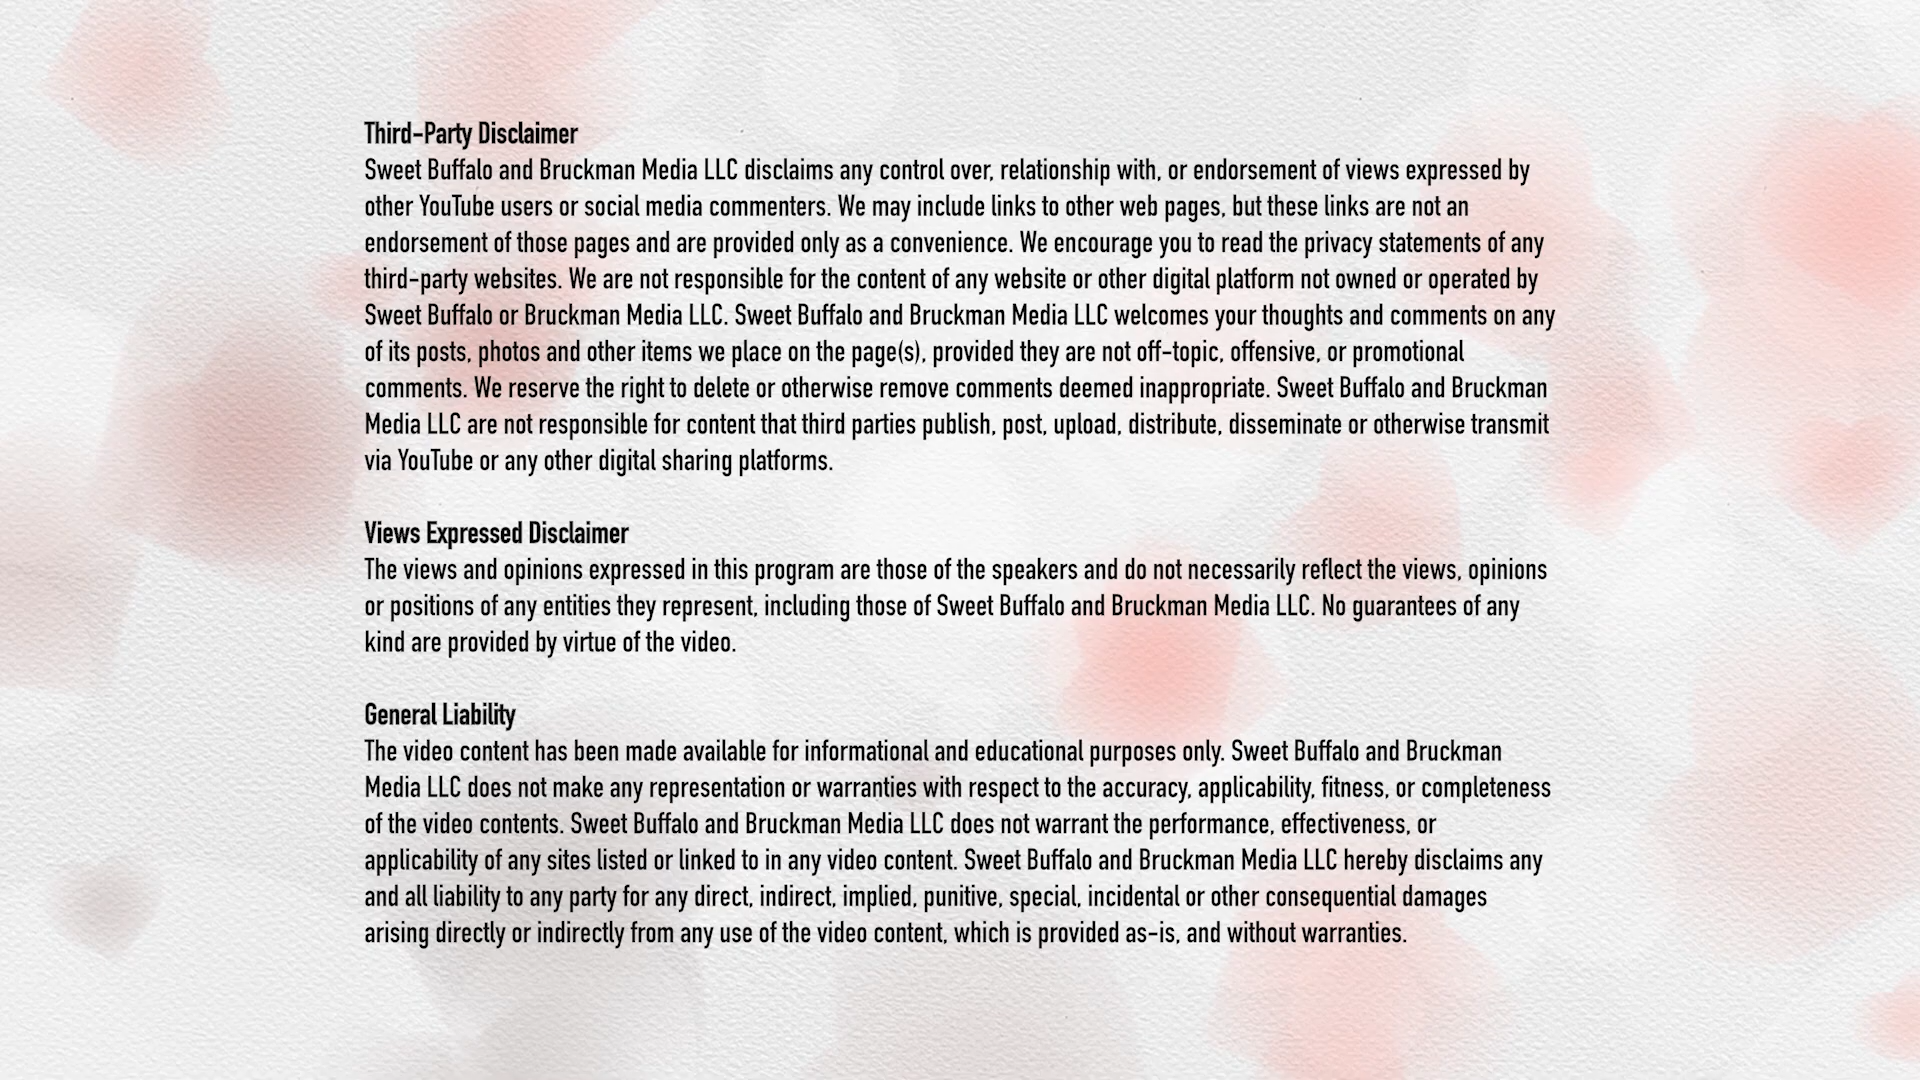 Third-Party Disclaimer
Sweet Buffalo and Bruckman Media LLC disclaims any control over, relationship with, or endorsement of views expressed by
other YouTube users or social media commenters. We may include links to other web pages, but these links are not an
endorsement of those pages and are provided only as a convenience. We encourage you to read the privacy statements of any
third-party websites. We are not responsible for the content of any website or other digital platform not owned or operated by
Sweet Buffalo or Bruckman Media LLC. Sweet Buffalo and Bruckman Media LLC welcomes your thoughts and comments on any
of its posts, photos and other items we place on the page(s), provided they are not off-topic, offensive, or promotional
comments. We reserve the right to delete or otherwise remove comments deemed inappropriate. Sweet Buffalo and Bruckman
Media LLC are not responsible for content that third parties publish, post, upload, distribute, disseminate or otherwise transmit
via YouTube or any other digital sharing platforms.
Views Expressed Disclaimer
The views and opinions expressed in this program are those of the speakers and do not necessarily reflect the views, opinions
or positions of any entities they represent, including those of Sweet Buffalo and Bruckman Media LLC. No guarantees of any
kind are provided by virtue of the video.
General Liability
The video content has been made available for informational and educational purposes only. Sweet Buffalo and Bruckman
Media LLC does not make any representation or warranties with respect to the accuracy, applicability, fitness, or completeness
of the video contents. Sweet Buffalo and Bruckman Media LLC does not warrant the performance, effectiveness, or
applicability of any sites listed or linked to in any video content. Sweet Buffalo and Bruckman Media LLC hereby disclaims any
and all liability to any party for any direct, indirect, implied, punitive, special, incidental or other consequential damages
arising directly or indirectly from any use of the video content, which is provided as-is, and without warranties.